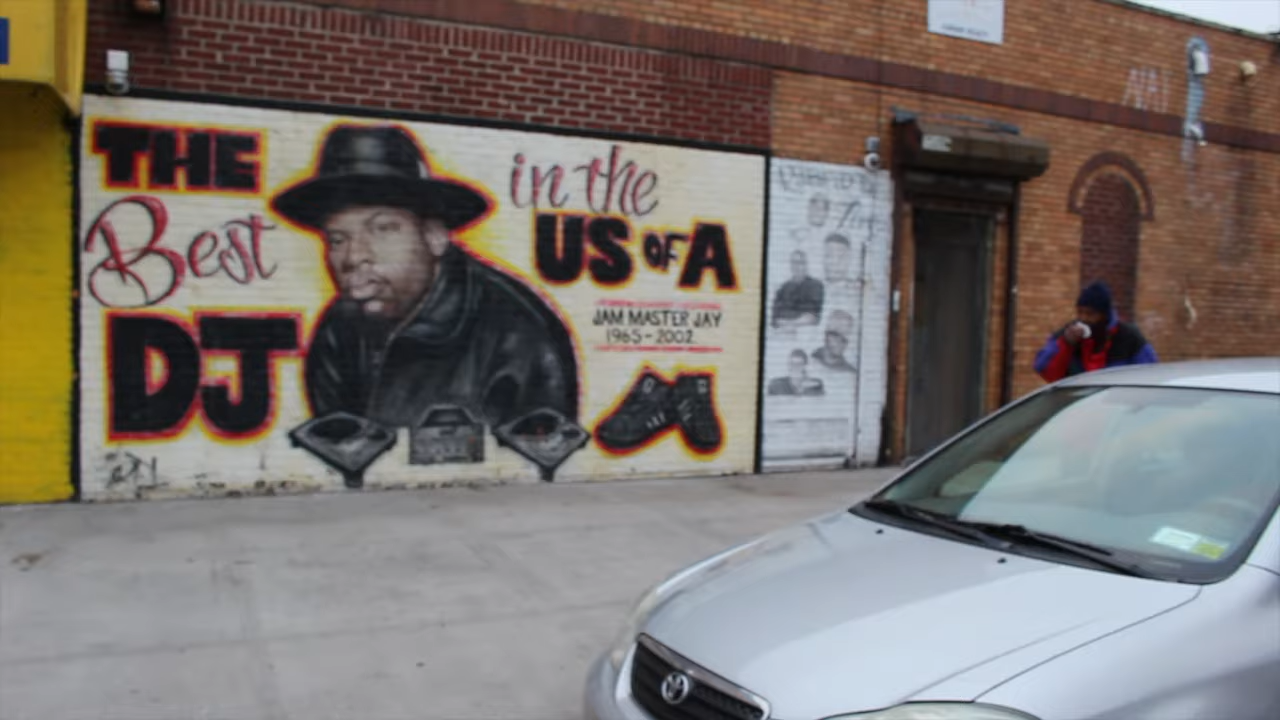 THE
Best
DJ
in the
US OF A
JAM MASTER JAY
1965-2002